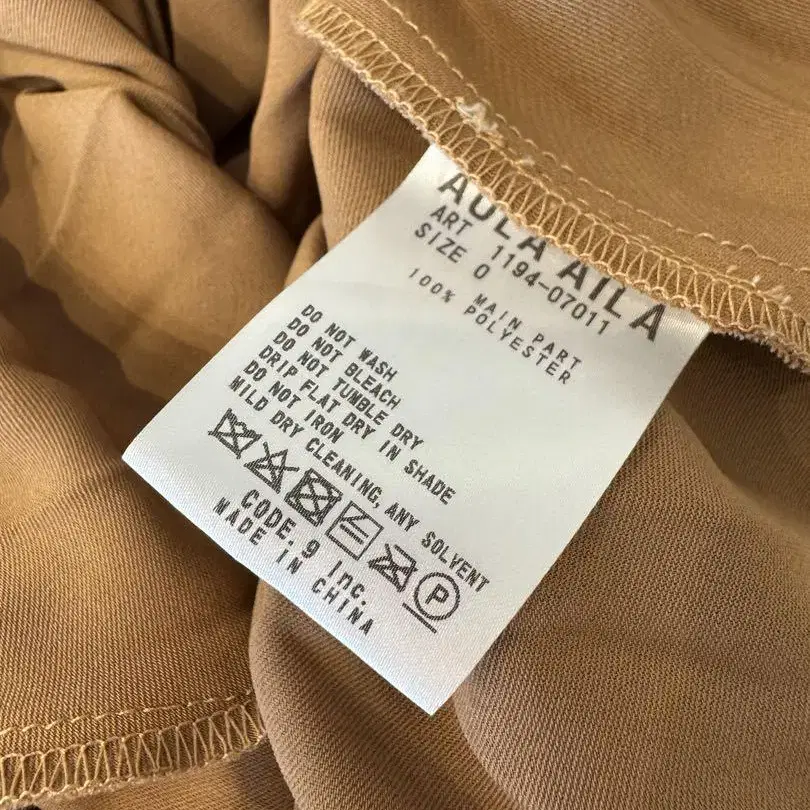 AULA AILA
ART 1194-07011
SIZE 0
MAIN PART
100% POLYESTER
DO NOT WASH
DO NOT BLEACH
DO NOT TUMBLE DRY
DRIP FLAT DRY IN SHADE
DO NOT IRON
MILD DRY CLEANING, ANY SOLVENT
P
CODE.9 Inc.
MADE IN CHINA